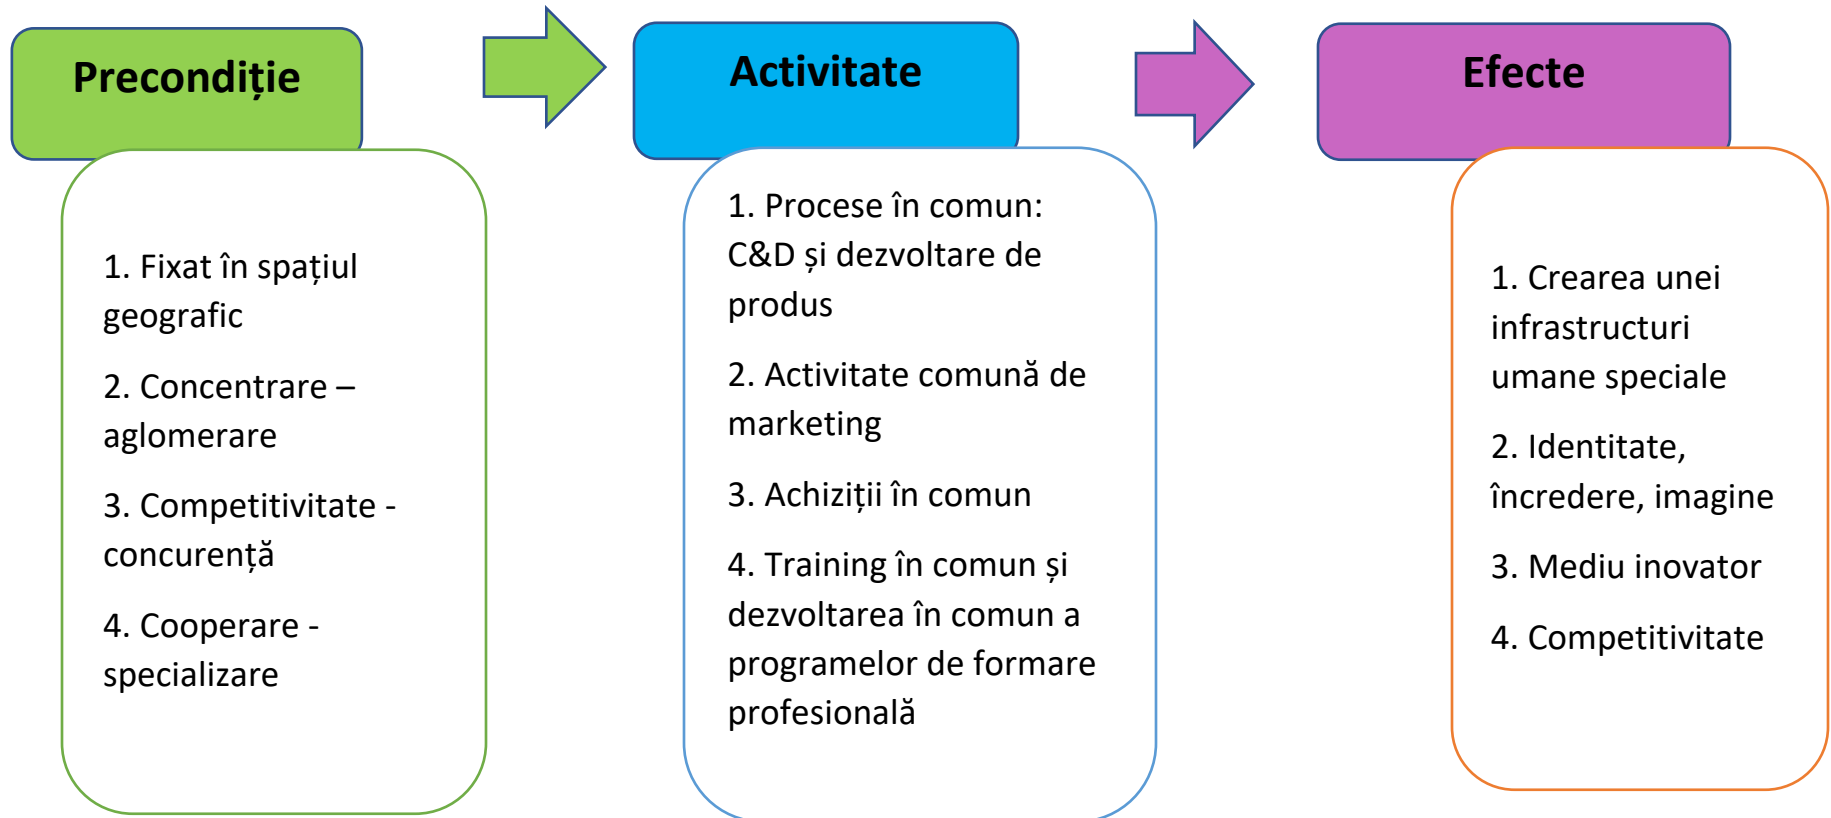 Precondiție
1. Fixat în spațiul
geografic
2. Concentrare –
aglomerare
3. Competitivitate -
concurență
4. Cooperare -
specializare
Activitate
1. Procese în comun:
C&D și dezvoltare de
produs
2. Activitate comună de
marketing
3. Achiziții în comun
4. Training în comun și
dezvoltarea în comun a
programelor de formare
profesională
Efecte
1. Crearea unei
infrastructuri
umane speciale
2. Identitate,
încredere, imagine
3. Mediu inovator
4. Competitivitate